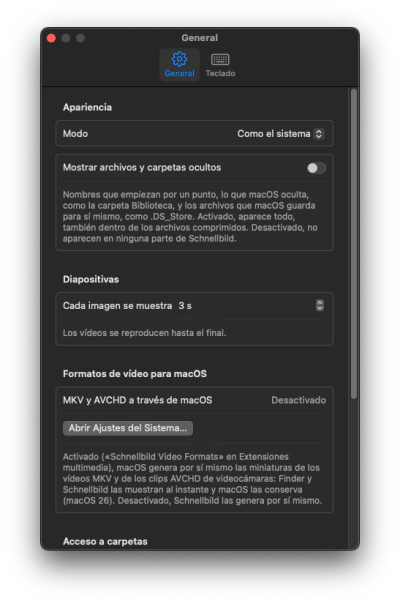 General
General
Teclado
Apariencia
Modo
Como el sistema
Mostrar archivos y carpetas ocultos
Nombres que empiezan por un punto, lo que macOS oculta,
como la carpeta Biblioteca, y los archivos que macOS guarda
para sí mismo, como .DS_Store. Activado, aparece todo,
también dentro de los archivos comprimidos. Desactivado, no
aparecen en ninguna parte de Schnellbild.
Diapositivas
Cada imagen se muestra 3 s
Los vídeos se reproducen hasta el final.
Formatos de vídeo para macOS
MKV y AVCHD a través de macOS
Desactivado
Abrir Ajustes del Sistema...
Activado («Schnellbild Video Formats» en Extensiones
multimedia), macOS genera por sí mismo las miniaturas de los
vídeos MKV y de los clips AVCHD de videocámaras: Finder y
Schnellbild las muestran al instante y macOS las conserva
(macOS 26). Desactivado, Schnellbild las genera por sí mismo.
Acceso a carpetas